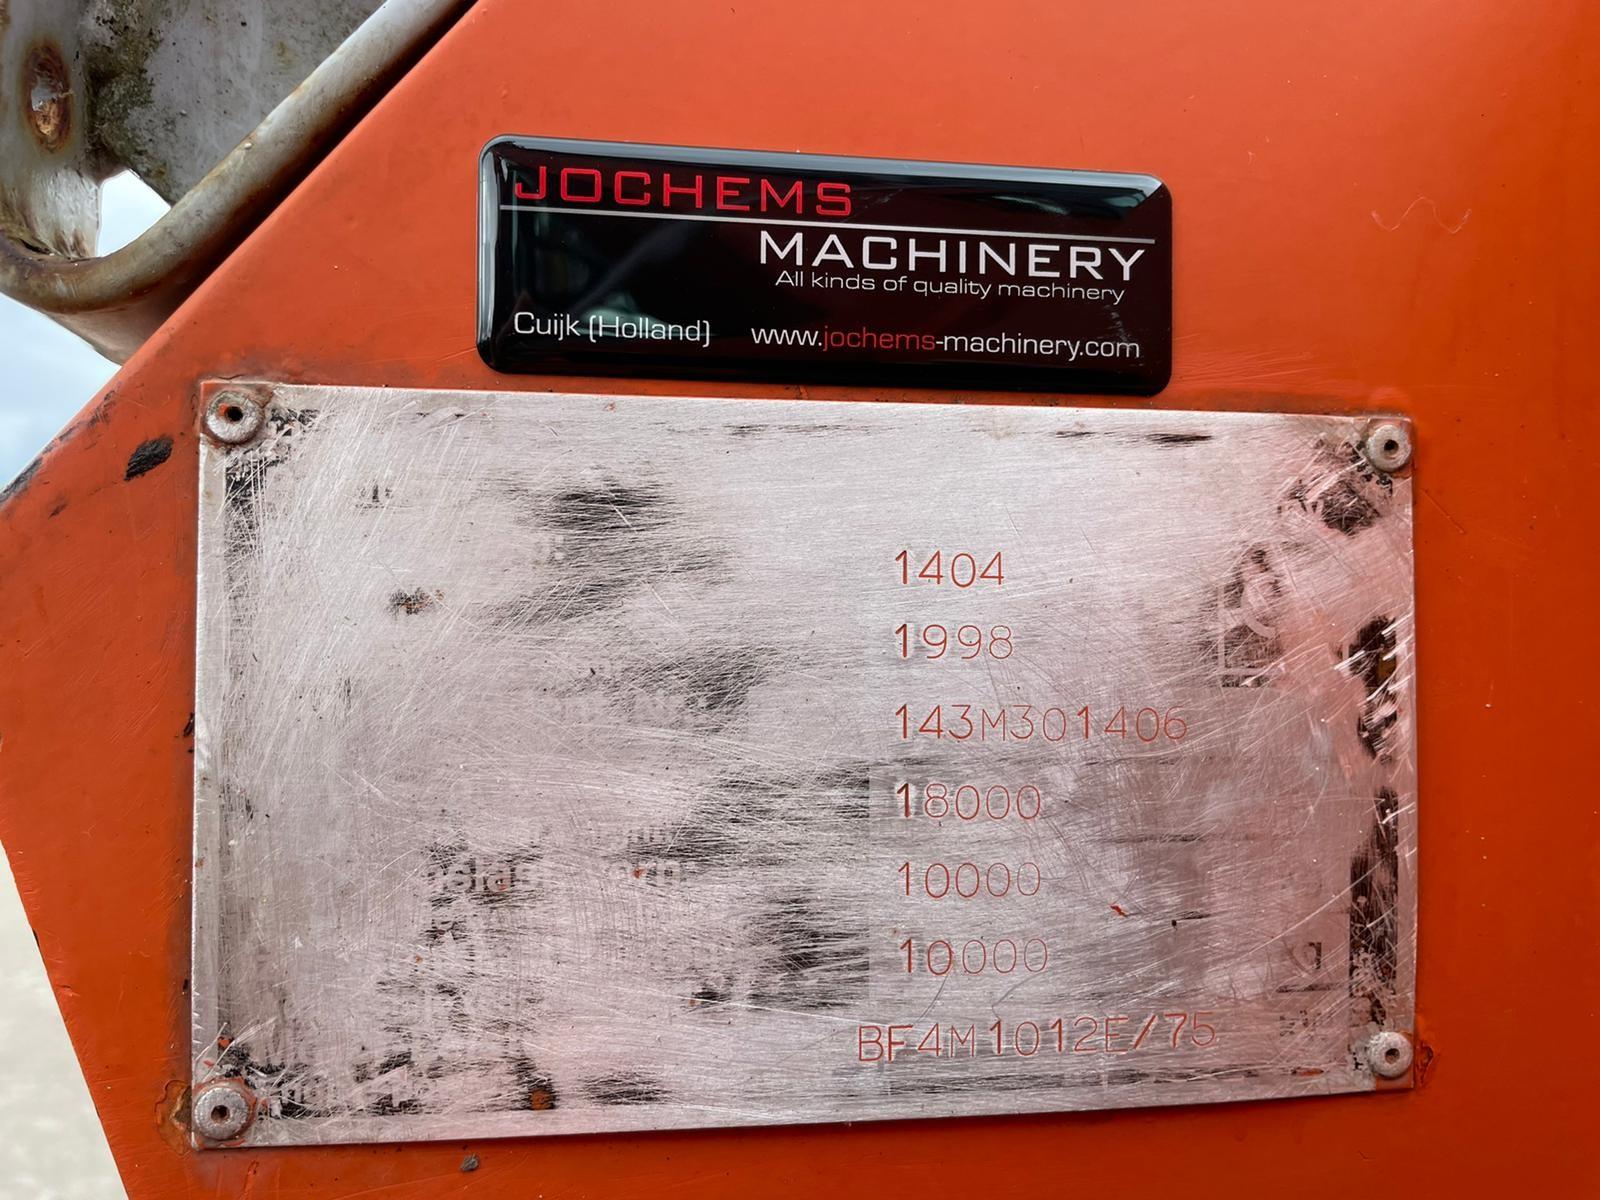 JOCHEMS
MACHINERY
All kinds of quality machinery
Cuijk (Holland) www.jochems-machinery.com
1404
1998
143M301406
18000
10000
10000
BF4M1012E/75